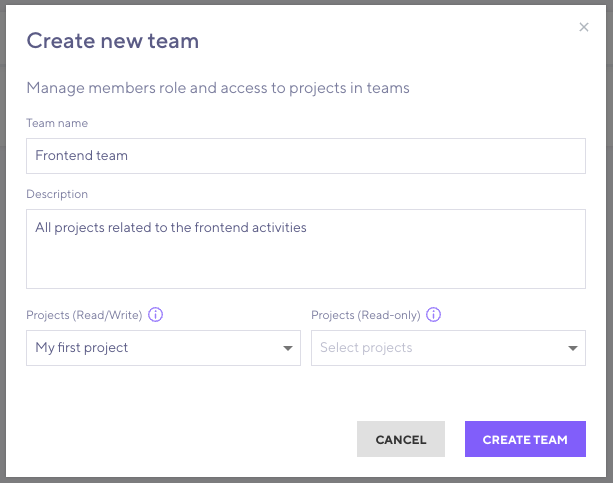 Create new team
Manage members role and access to projects in teams
Team name
Frontend team
Description
All projects related to the frontend activities
Projects (Read/Write)
Projects (Read-only)
My first project
Select projects
CANCEL
CREATE TEAM